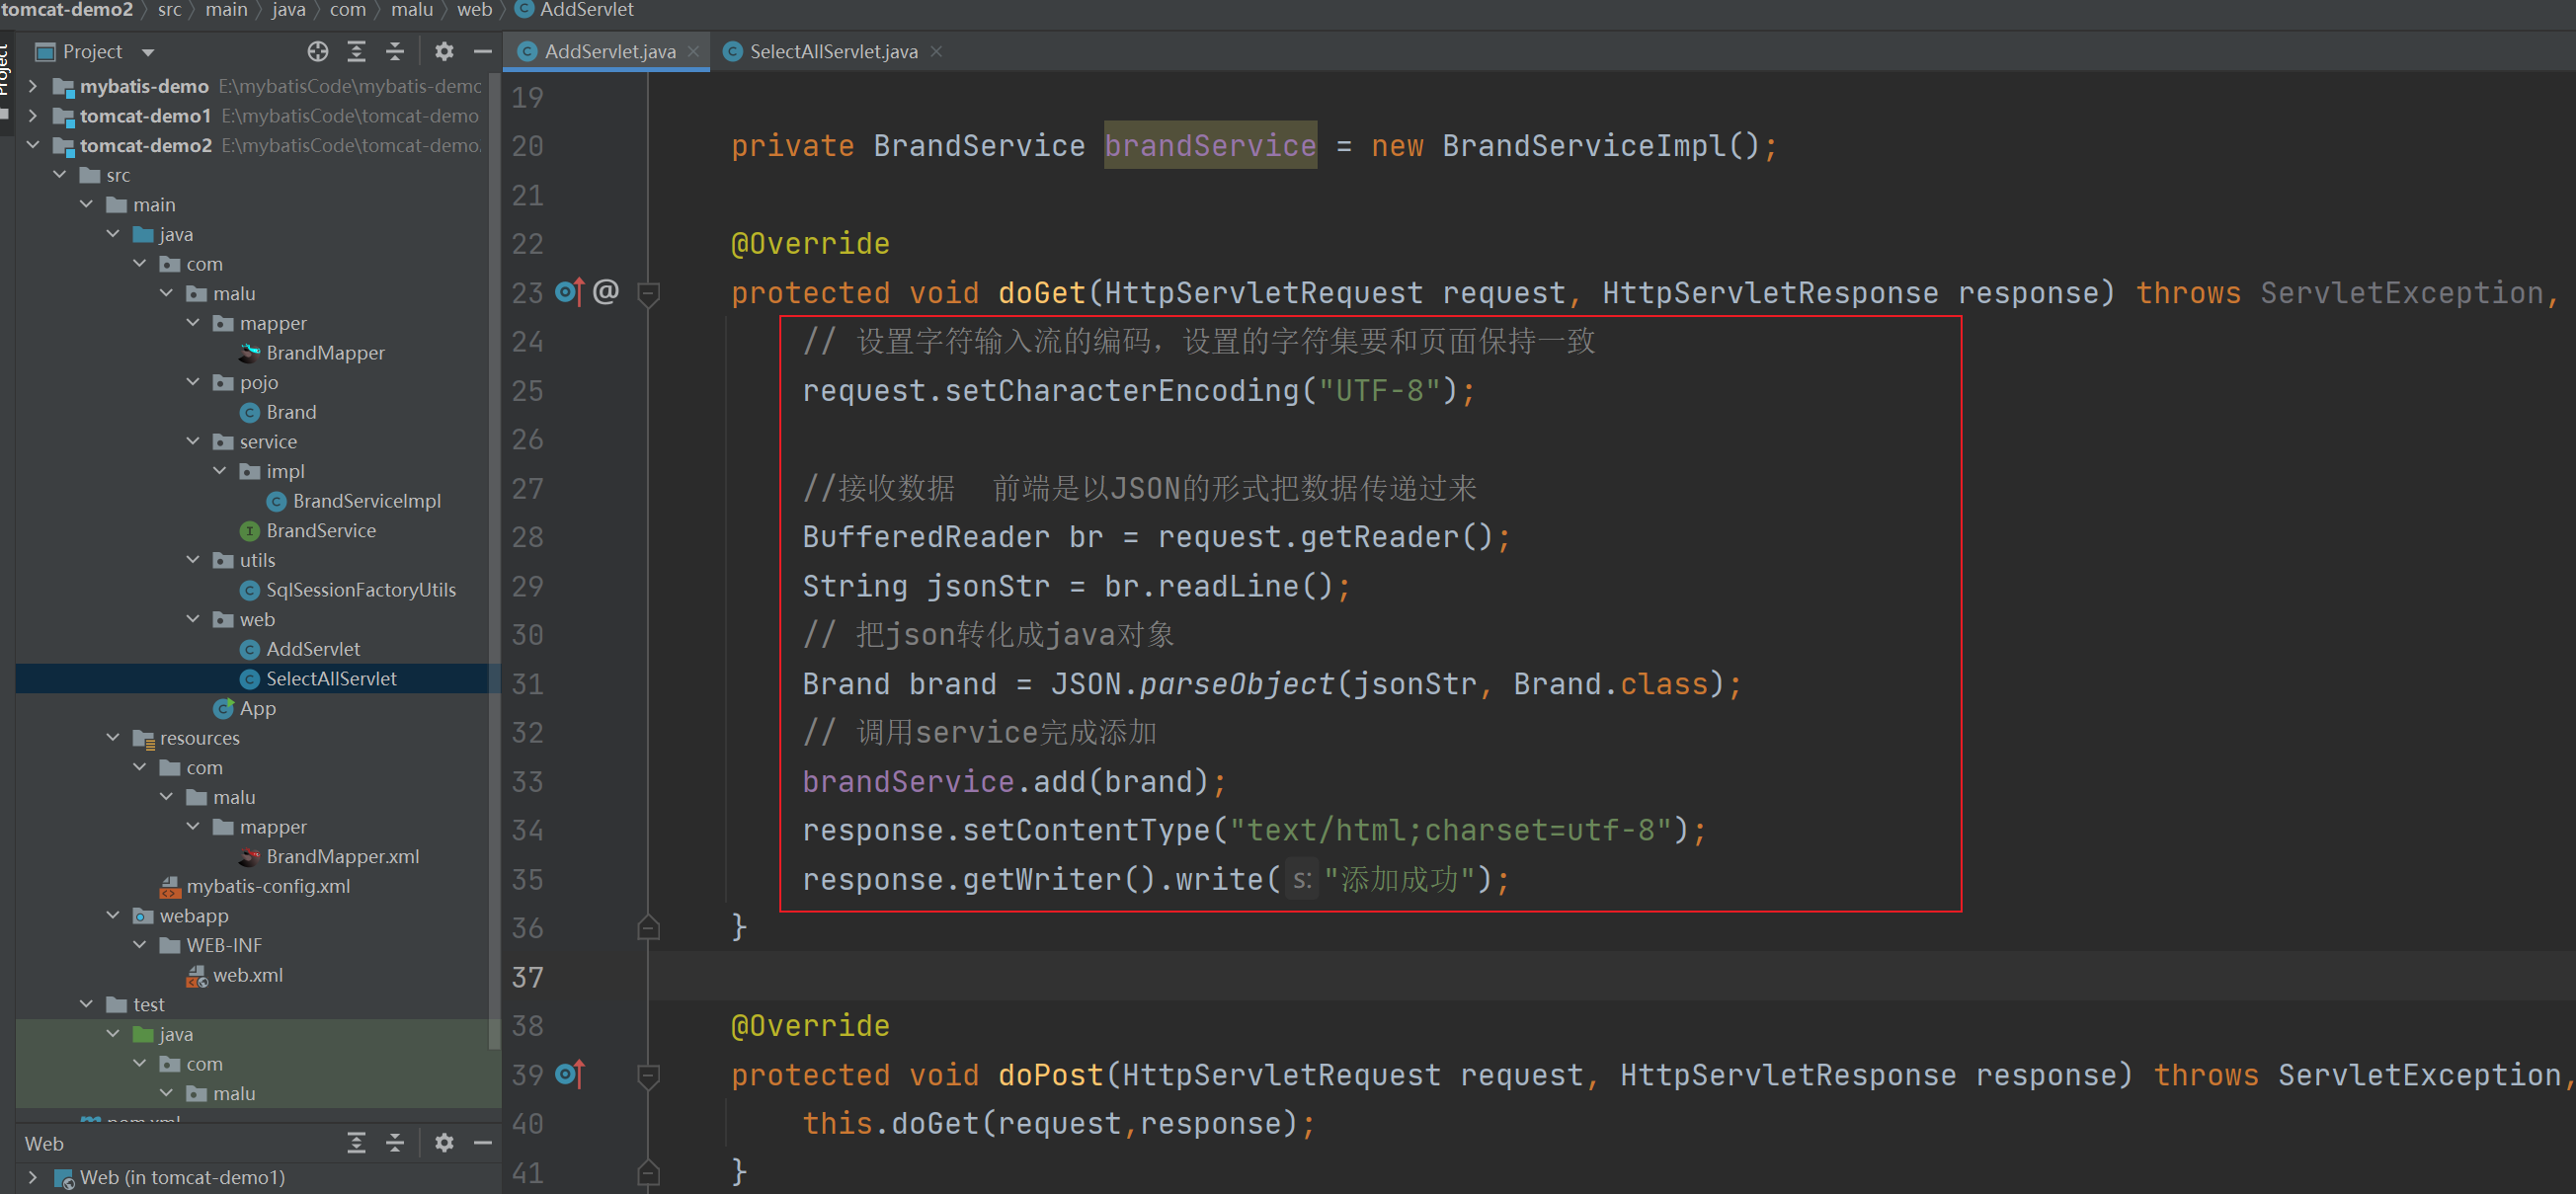 tomcat-demo2 > src > main > java > com > malu > web > AddServlet
Project
Project
mybatis-demo E:\mybatisCode\mybatis-demo
tomcat-demo1 E:\mybatisCode\tomcat-demo
tomcat-demo2 E:\mybatisCode\tomcat-demo.
src
main
java
com
malu
mapper
BrandMapper
pojo
Brand
service
impl
BrandServiceImpl
BrandService
utils
SqlSessionFactoryUtils
web
AddServlet
SelectAllServlet
App
resources
com
malu
mapper
BrandMapper.xml
mybatis-config.xml
webapp
WEB-INF
web.xml
test
java
com
malu
Web
Web (in tomcat-demo1)
AddServlet.java × SelectAllServlet.java ×
19
20 private BrandService brandService = new BrandServiceImpl();
21
22 @Override
23 @ protected void doGet(HttpServletRequest request, HttpServletResponse response) throws ServletException,
24 // 设置字符输入流的编码，设置的字符集要和页面保持一致
25 request.setCharacterEncoding("UTF-8");
26
27 //接收数据 前端是以JSON的形式把数据传递过来
28 BufferedReader br = request.getReader();
29 String jsonStr = br.readLine();
30 // 把json转化成java对象
31 Brand brand = JSON.parseObject(jsonStr, Brand.class);
32 // 调用service完成添加
33 brandService.add(brand);
34 response.setContentType("text/html;charset=utf-8");
35 response.getWriter().write( s: "添加成功");
36 }
37
38 @Override
39 protected void doPost(HttpServletRequest request, HttpServletResponse response) throws ServletException,
40 this.doGet(request,response);
41 }